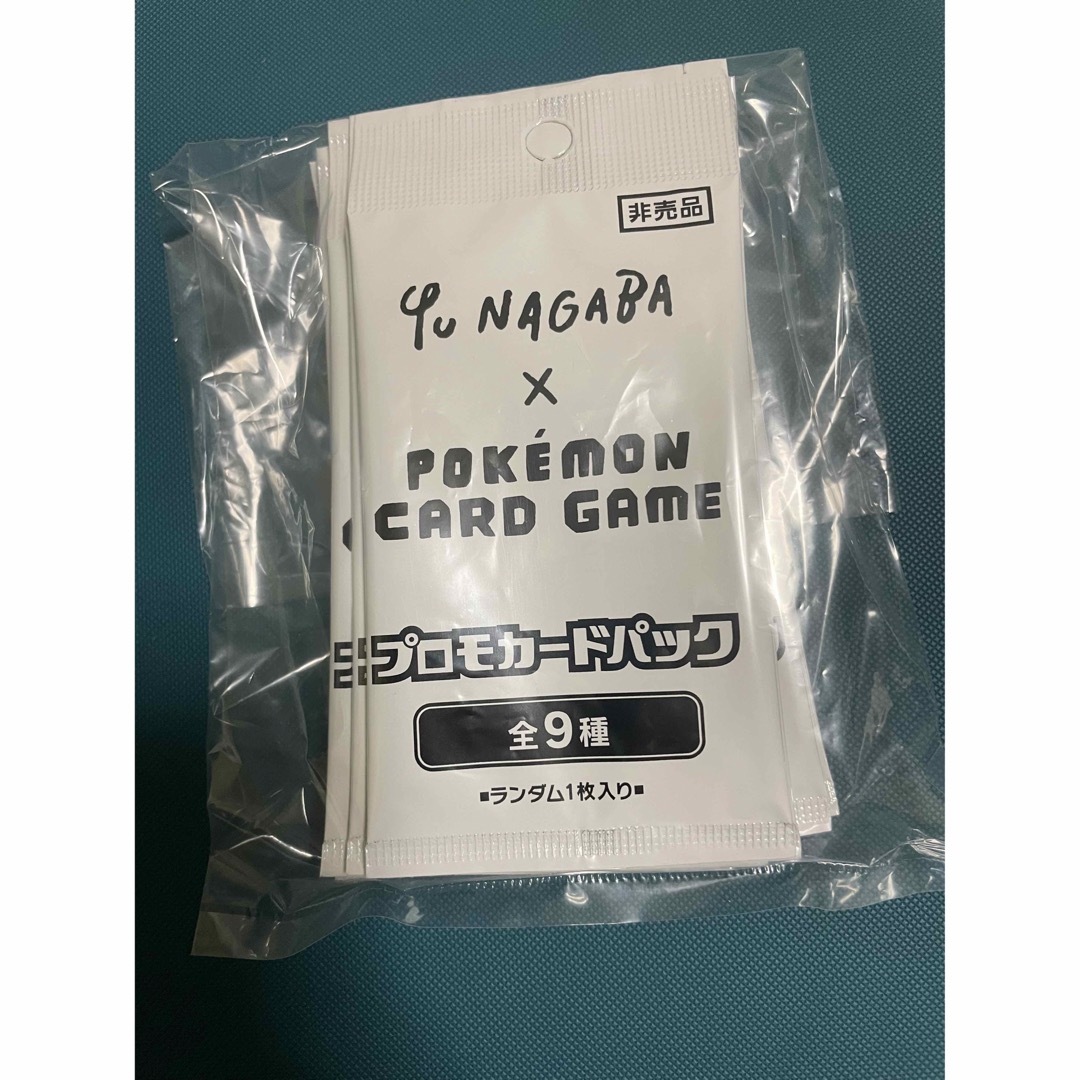 非売品
Yu NAGABA
×
POKÉMON
CARD GAME
プロモカードパック
全9種
■ランダム1枚入り■